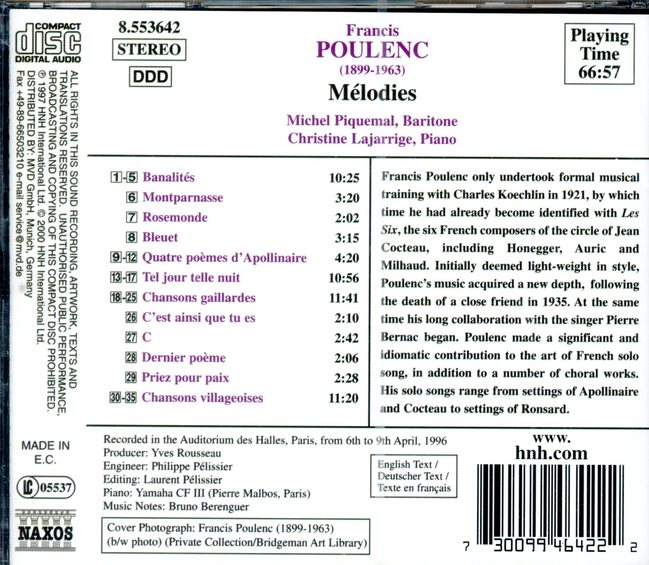 COMPACT
disc
DIGITAL AUDIO
8.553642
STEREO
DDD
Francis
POULENC
(1899-1963)
Mélodies
Michel Piquemal, Baritone
Christine Lajarrige, Piano
Playing
Time
66:57
ALL RIGHTS IN THIS SOUND RECORDING, ARTWORK, TEXTS AND
TRANSLATIONS RESERVED. UNAUTHORISED PUBLIC PERFORMANCE,
BROADCASTING AND COPYING OF THIS COMPACT DISC PROHIBITED.
℗ 1997 HNH International Ltd. © 2000 HNH International Ltd.
DISTRIBUTED BY: MVD GmbH, Munich, Germany
Fax +49-89-66503210 e-mail service@mvd.de
1-5 Banalités 10:25
6 Montparnasse 3:20
7 Rosemonde 2:02
8 Bleuet 3:15
9-12 Quatre poèmes d'Apollinaire 4:20
13-17 Tel jour telle nuit 10:56
18-25 Chansons gaillardes 11:41
26 C'est ainsi que tu es 2:10
27 C 2:42
28 Dernier poème 2:06
29 Priez pour paix 2:28
30-35 Chansons villageoises 11:20
Francis Poulenc only undertook formal musical
training with Charles Koechlin in 1921, by which
time he had already become identified with Les
Six, the six French composers of the circle of Jean
Cocteau, including Honegger, Auric and
Milhaud. Initially deemed light-weight in style,
Poulenc's music acquired a new depth, following
the death of a close friend in 1935. At the same
time his long collaboration with the singer Pierre
Bernac began. Poulenc made a significant and
idiomatic contribution to the art of French solo
song, in addition to a number of choral works.
His solo songs range from settings of Apollinaire
and Cocteau to settings of Ronsard.
MADE IN
E.C.
LC 05537
NAXOS
Recorded in the Auditorium des Halles, Paris, from 6th to 9th April, 1996
Producer: Yves Rousseau
Engineer: Philippe Pélissier
Editing: Laurent Pélissier
Piano: Yamaha CF III (Pierre Malbos, Paris)
Music Notes: Bruno Berenguer
Cover Photograph: Francis Poulenc (1899-1963)
(b/w photo) (Private Collection/Bridgeman Art Library)
English Text /
Deutscher Text /
Texte en français
www.
hnh.com
7 30099 46422 2